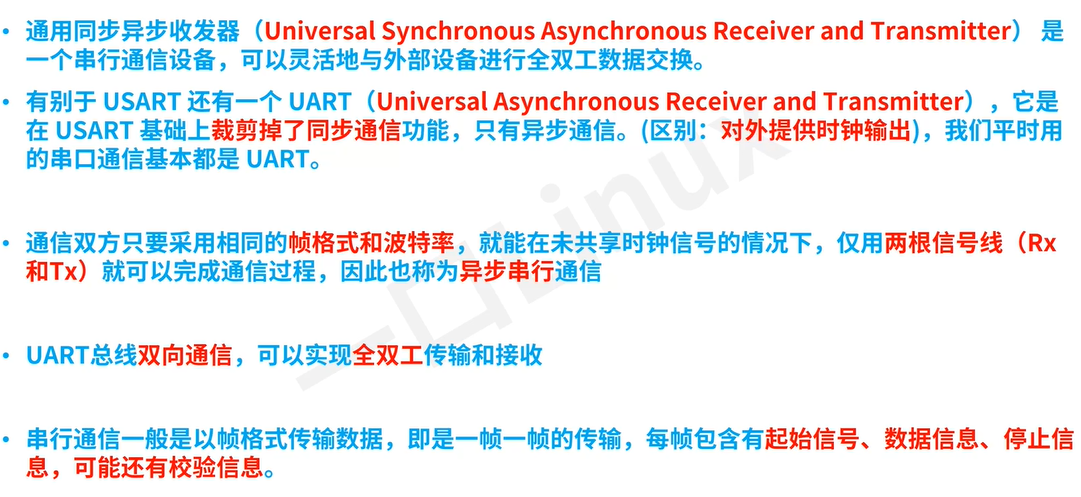 • 通用同步异步收发器（Universal Synchronous Asynchronous Receiver and Transmitter） 是
一个串行通信设备，可以灵活地与外部设备进行全双工数据交换。
• 有别于 USART 还有一个 UART（Universal Asynchronous Receiver and Transmitter），它是
在 USART 基础上裁剪掉了同步通信功能，只有异步通信。(区别：对外提供时钟输出)，我们平时用
的串口通信基本都是 UART。
• 通信双方只要采用相同的帧格式和波特率，就能在未共享时钟信号的情况下，仅用两根信号线（Rx
和Tx）就可以完成通信过程，因此也称为异步串行通信
• UART总线双向通信，可以实现全双工传输和接收
• 串行通信一般是以帧格式传输数据，即是一帧一帧的传输，每帧包含有起始信号、数据信息、停止信
息，可能还有校验信息。
一口Linux